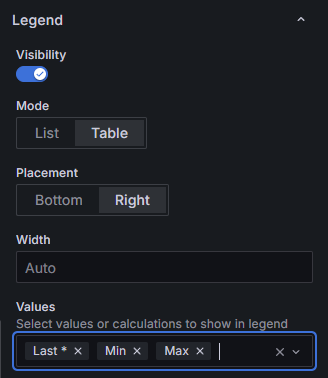 Legend
Visibility
Mode
List Table
Placement
Bottom Right
Width
Auto
Values
Select values or calculations to show in legend
Last * Min Max